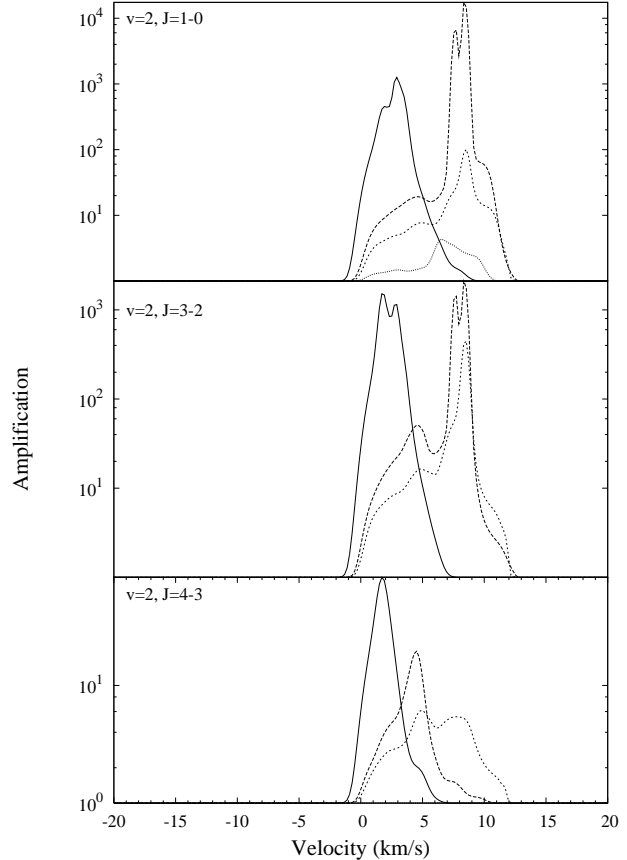 10^4
v=2, J=1-0
10^3
10^2
10^1
v=2, J=3-2
10^3
10^2
10^1
Amplification
v=2, J=4-3
10^1
10^0
-20 -15 -10 -5 0 5 10 15 20
Velocity (km/s)